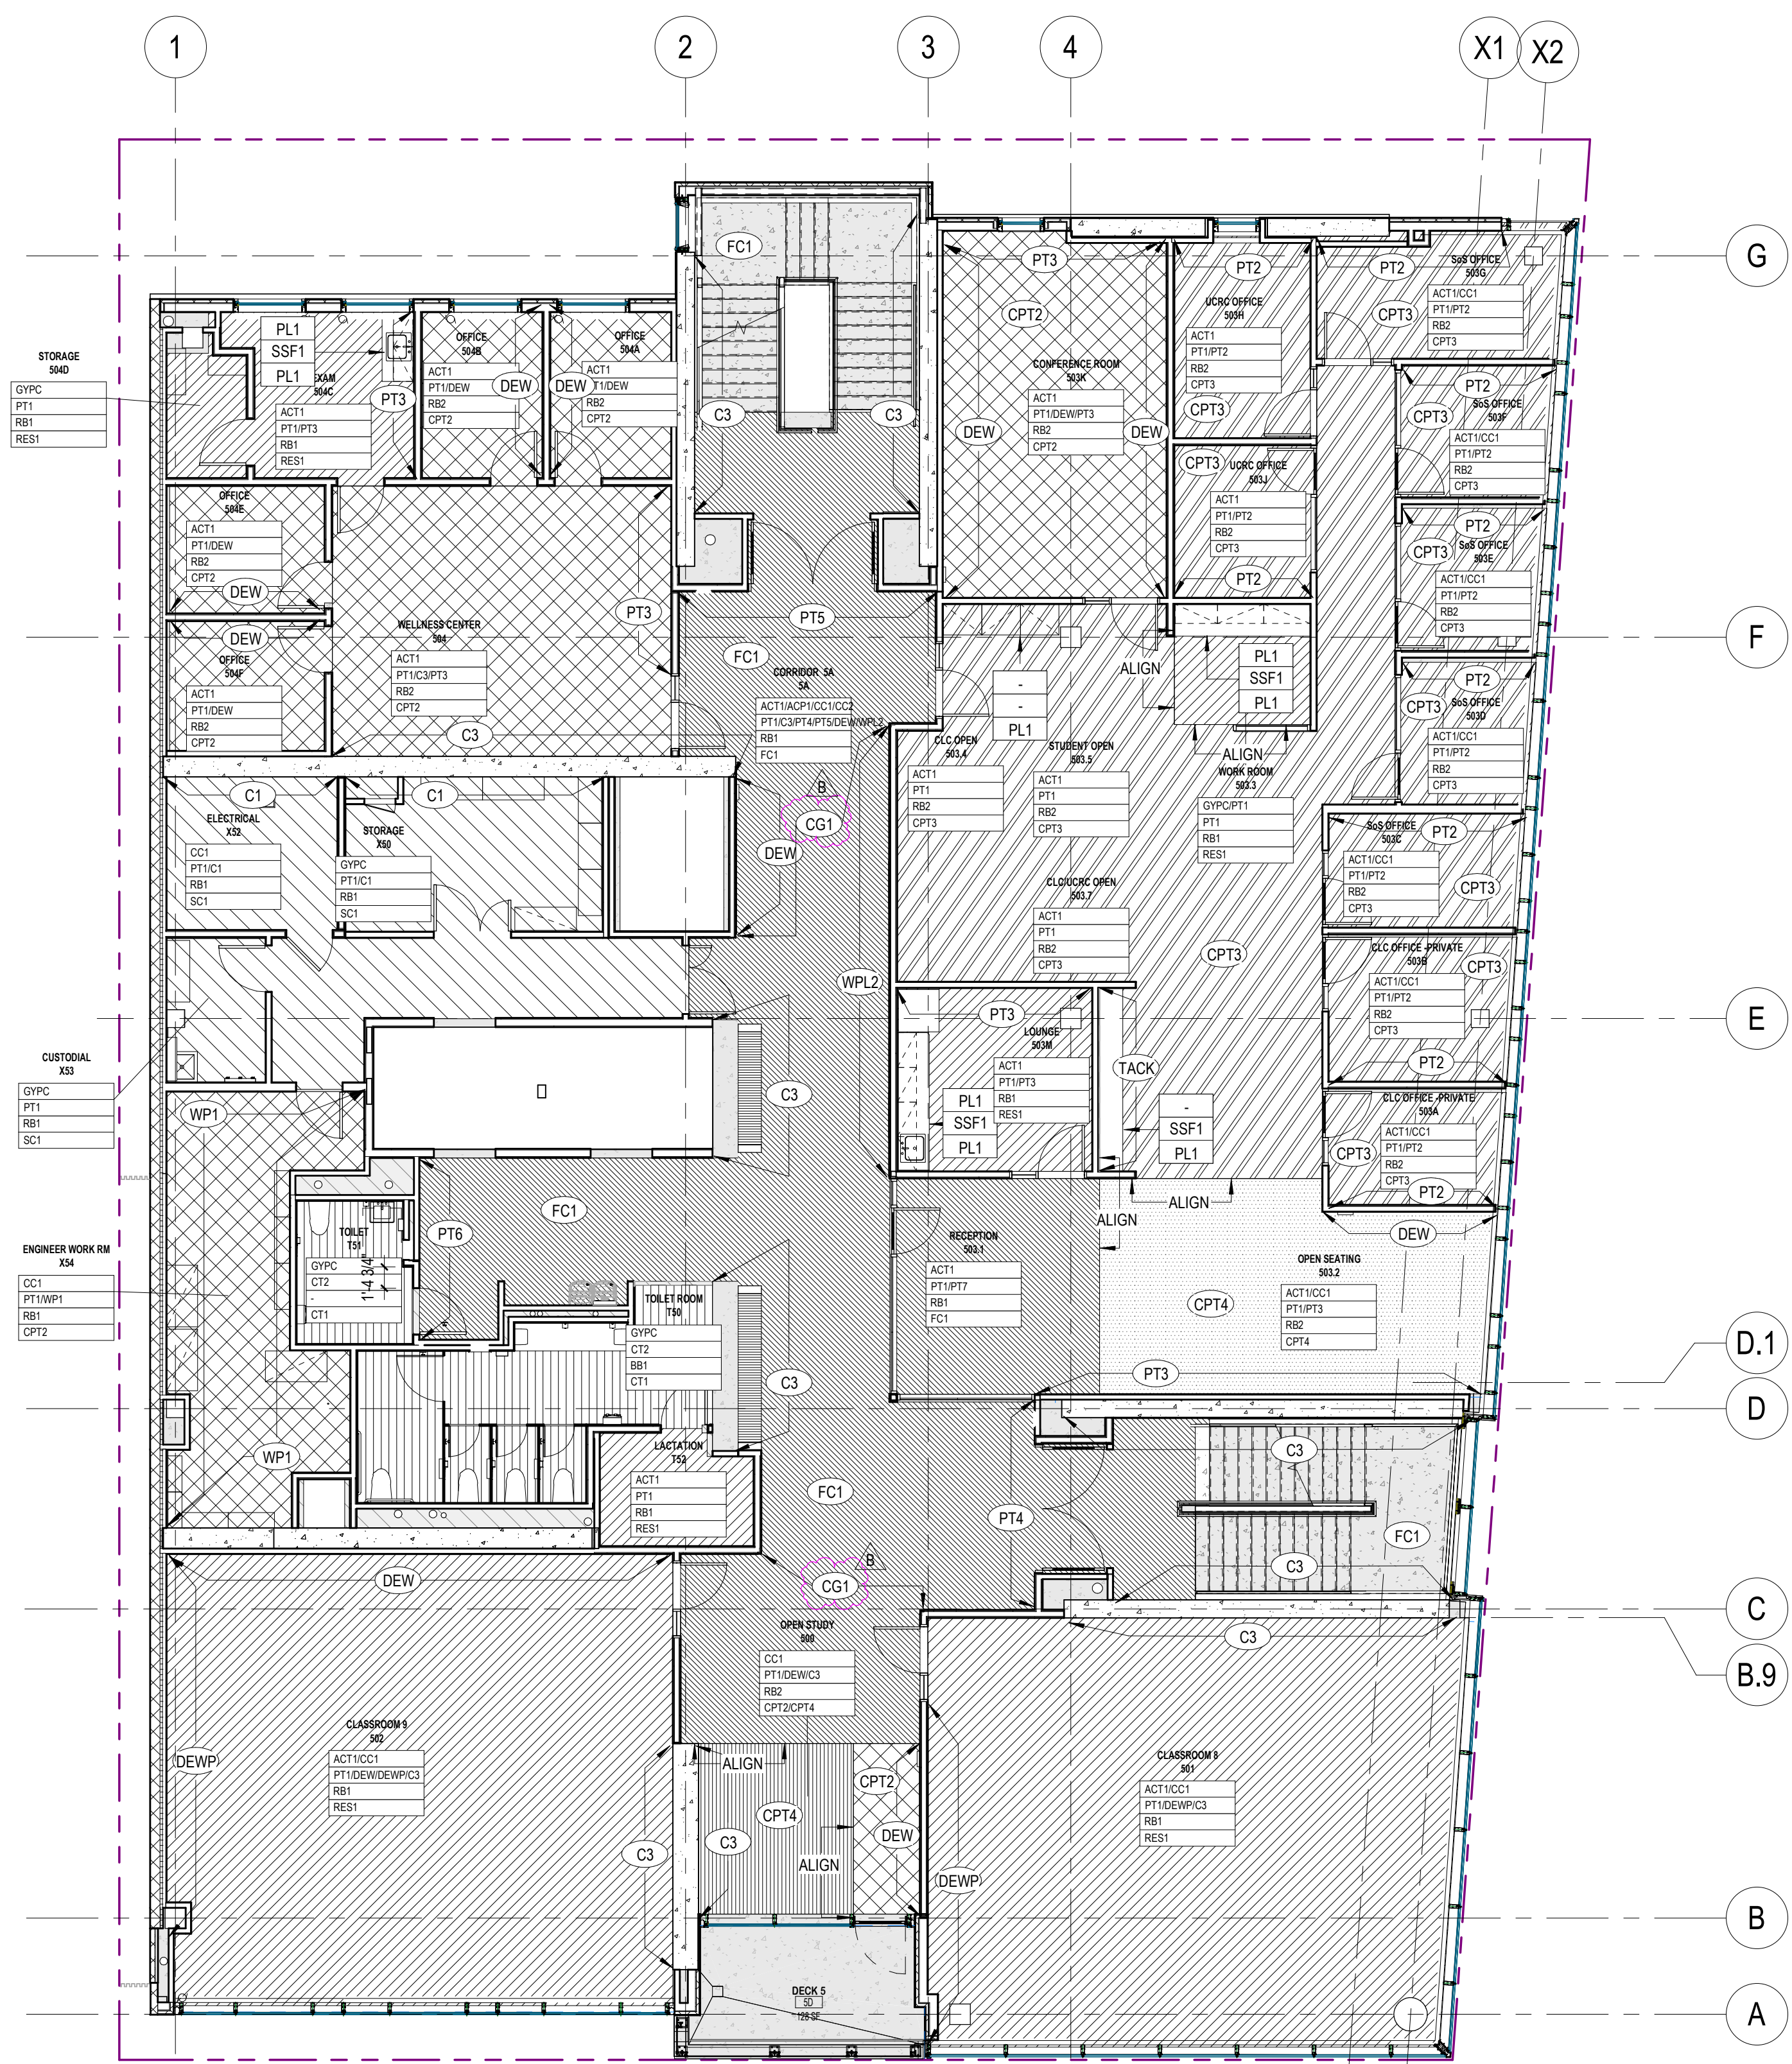 1
2
3
4
X1
X2
G
F
E
D.1
D
C
B.9
B
A
STORAGE
504D
GYPC
PT1
RB1
RES1
PL1
SSF1
PL1
EXAM
504C
ACT1
PT1/PT3
RB1
RES1
PT3
OFFICE
504B
ACT1
PT1/DEW
RB2
CPT2
DEW
DEW
OFFICE
504A
ACT1
PT1/DEW
RB2
CPT2
FC1
C3
C3
PT3
CPT2
CONFERENCE ROOM
503K
ACT1
PT1/DEW/PT3
RB2
CPT2
DEW
DEW
PT2
UCRC OFFICE
503H
ACT1
PT1/PT2
RB2
CPT3
CPT3
PT2
SoS OFFICE
503G
ACT1/CC1
PT1/PT2
RB2
CPT3
CPT3
PT2
SoS OFFICE
503F
CPT3
ACT1/CC1
PT1/PT2
RB2
CPT3
CPT3
UCRC OFFICE
503J
ACT1
PT1/PT2
RB2
CPT3
PT2
PT2
SoS OFFICE
503E
CPT3
ACT1/CC1
PT1/PT2
RB2
CPT3
OFFICE
504E
ACT1
PT1/DEW
RB2
CPT2
DEW
DEW
OFFICE
504F
ACT1
PT1/DEW
RB2
CPT2
WELLNESS CENTER
504
ACT1
PT1/C3/PT3
RB2
CPT2
PT3
C3
PT5
FC1
CORRIDOR 5A
5A
ACT1/ACP1/CC1/CC2
PT1/C3/PT4/PT5/DEW/WPL2
RB1
FC1
ALIGN
-
-
PL1
PL1
SSF1
PL1
ALIGN
PT2
SoS OFFICE
503D
CPT3
ACT1/CC1
PT1/PT2
RB2
CPT3
CLC OPEN
503.4
ACT1
PT1
RB2
CPT3
STUDENT OPEN
503.5
ACT1
PT1
RB2
CPT3
WORK ROOM
503.3
GYPC/PT1
PT1
RB1
RES1
C1
C1
ELECTRICAL
X52
CC1
PT1/C1
RB1
SC1
STORAGE
X50
GYPC
PT1/C1
RB1
SC1
B
CG1
DEW
PT2
SoS OFFICE
503C
ACT1/CC1
PT1/PT2
RB2
CPT3
CPT3
CLC/UCRC OPEN
503.7
ACT1
PT1
RB2
CPT3
CPT3
WPL2
CLC OFFICE -PRIVATE
503B
ACT1/CC1
PT1/PT2
RB2
CPT3
CPT3
PT2
PT3
LOUNGE
503M
ACT1
PT1/PT3
RB1
RES1
PL1
SSF1
PL1
TACK
-
SSF1
PL1
CUSTODIAL
X53
GYPC
PT1
RB1
SC1
WP1
C3
CLC OFFICE -PRIVATE
503A
ACT1/CC1
PT1/PT2
RB2
CPT3
CPT3
PT2
ALIGN
ALIGN
DEW
ENGINEER WORK RM
X54
CC1
PT1/WP1
RB1
CPT2
TOILET
T51
GYPC
CT2
-
CT1
1'-4 3/4"
PT6
FC1
RECEPTION
503.1
ACT1
PT1/PT7
RB1
FC1
OPEN SEATING
503.2
ACT1/CC1
PT1/PT3
RB2
CPT4
CPT4
TOILET ROOM
T50
GYPC
CT2
BB1
CT1
C3
PT3
WP1
LACTATION
T52
ACT1
PT1
RB1
RES1
FC1
PT4
C3
FC1
C3
DEW
B
CG1
OPEN STUDY
500
CC1
PT1/DEW/C3
RB2
CPT2/CPT4
C3
CLASSROOM 9
502
ACT1/CC1
PT1/DEW/DEWP/C3
RB1
RES1
DEWP
ALIGN
CPT2
CPT4
C3
C3
DEW
ALIGN
CLASSROOM 8
501
ACT1/CC1
PT1/DEWP/C3
RB1
RES1
DEWP
DECK 5
5D
128 SF